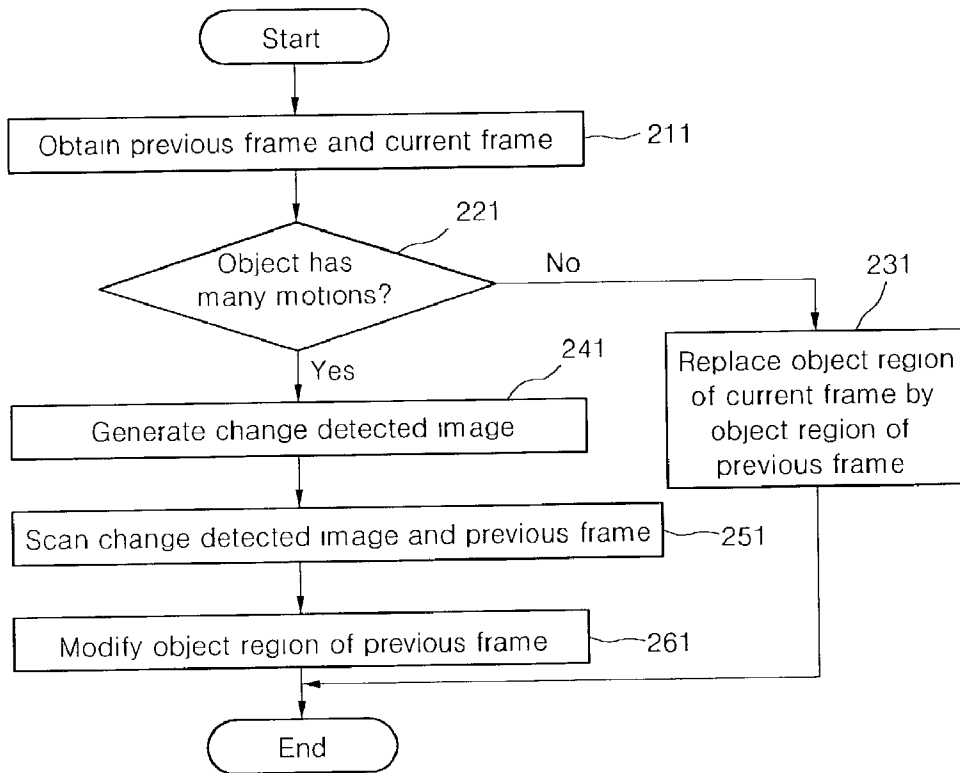 Start
Obtain previous frame and current frame
211
221
Object has
many motions?
No
231
Yes
241
Replace object region
of current frame by
object region of
previous frame
Generate change detected image
Scan change detected image and previous frame
251
Modify object region of previous frame
261
End